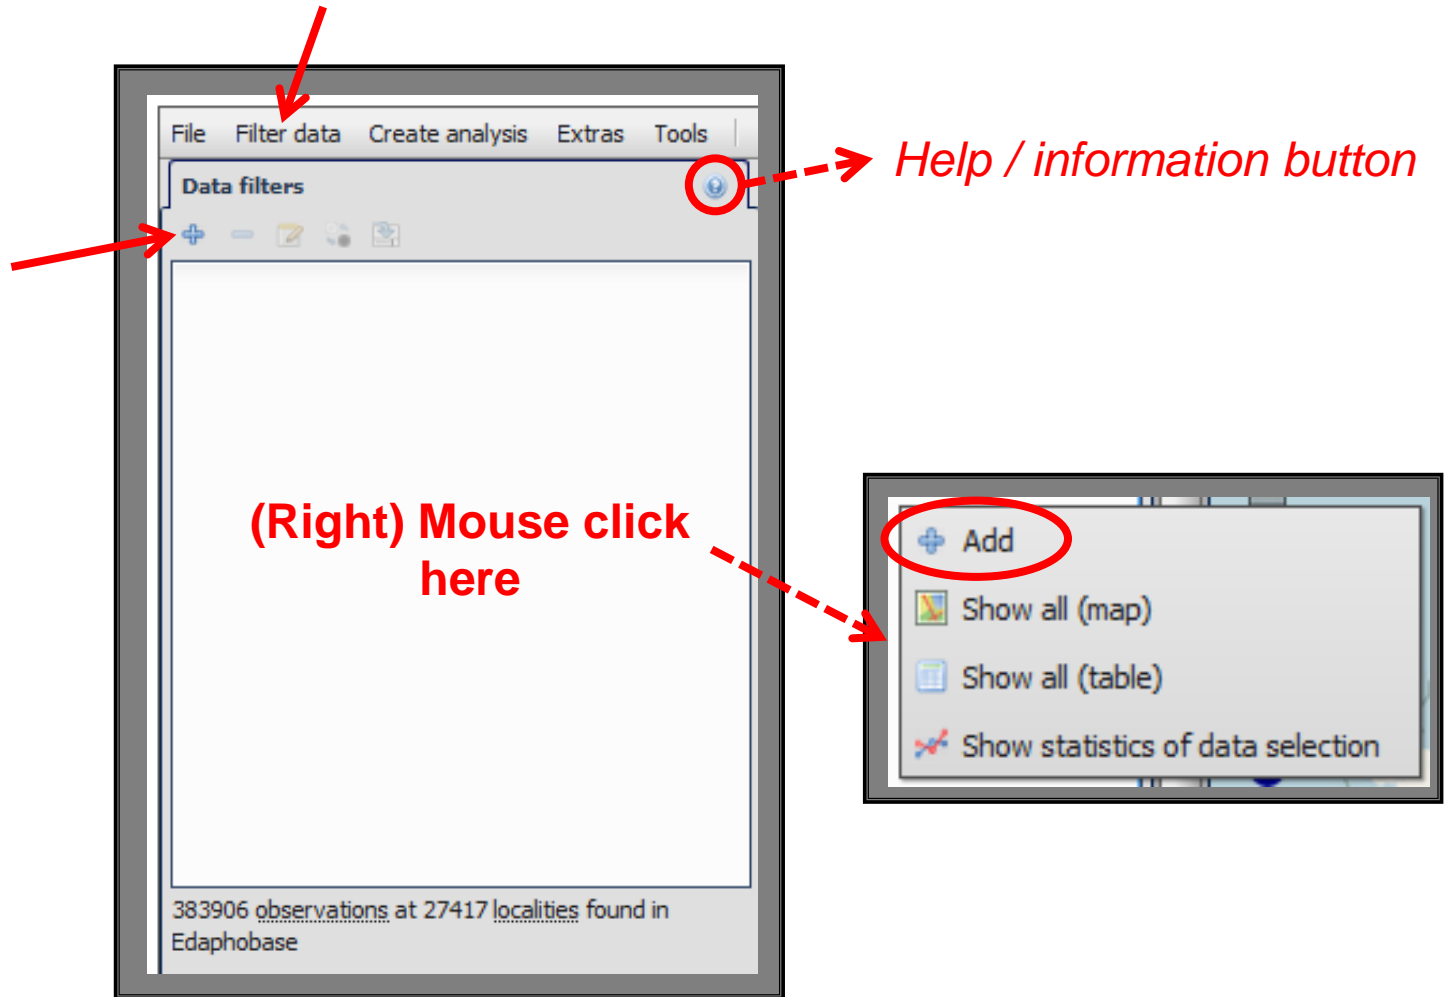 File Filter data Create analysis Extras Tools
Data filters
Help / information button
(Right) Mouse click
here
Add
Show all (map)
Show all (table)
Show statistics of data selection
383906 observations at 27417 localities found in
Edaphobase